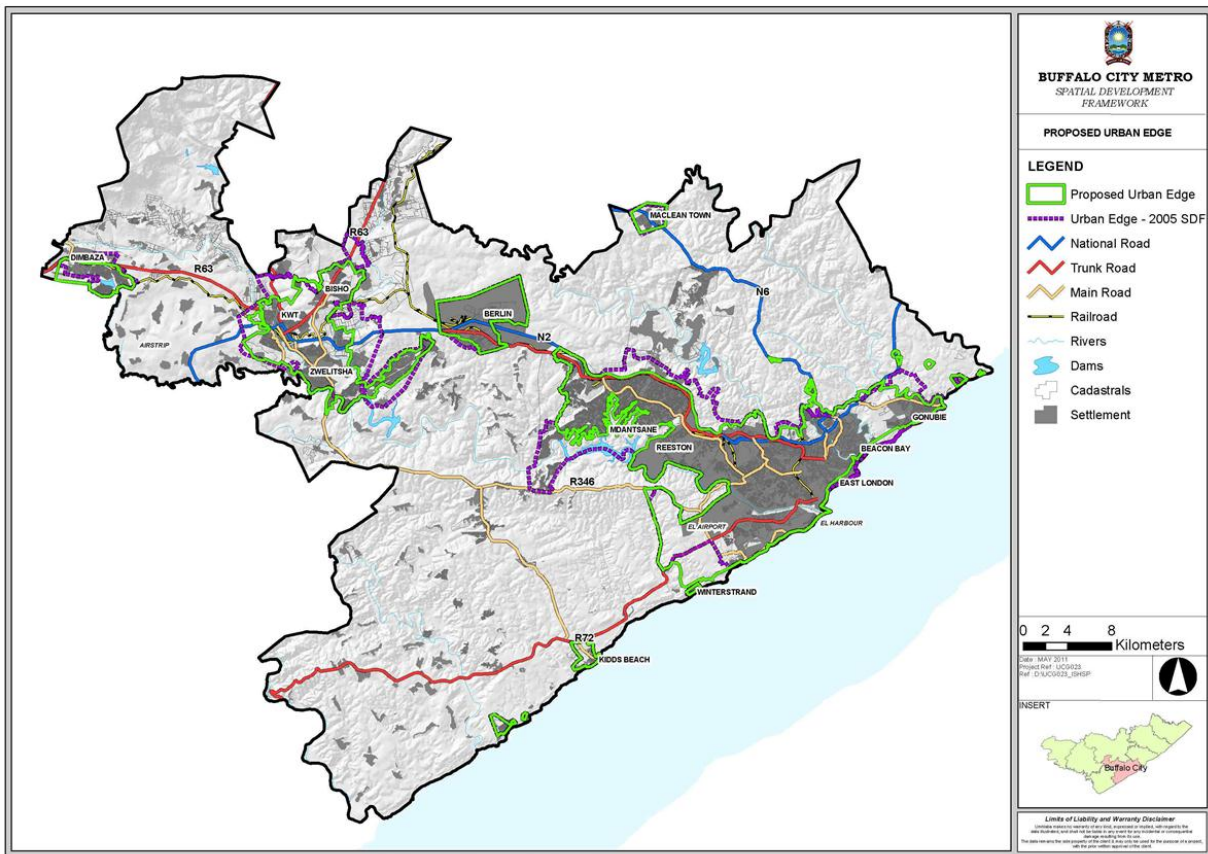 MACLEAN TOWN
R63
DIMBAZA
R63
BISHO
N6
BERLIN
KWT
N2
AIRSTRIP
ZWELITSHA
GONUBIE
MDANTSANE
REESTON
BEACON BAY
EAST LONDON
R346
EL AIRPORT
EL HARBOUR
WINTERSTRAND
R72
KIDDS BEACH
BUFFALO CITY METRO
SPATIAL DEVELOPMENT
FRAMEWORK
PROPOSED URBAN EDGE
LEGEND
Proposed Urban Edge
Urban Edge - 2005 SDF
National Road
Trunk Road
Main Road
Railroad
Rivers
Dams
Cadastrals
Settlement
0 2 4 8
Kilometers
Date : MAY 2011
Project Ref : UCG023
Ref : D:\UCG023_ISHSP
INSERT
Buffalo City
Limits of Liability and Warranty Disclaimer